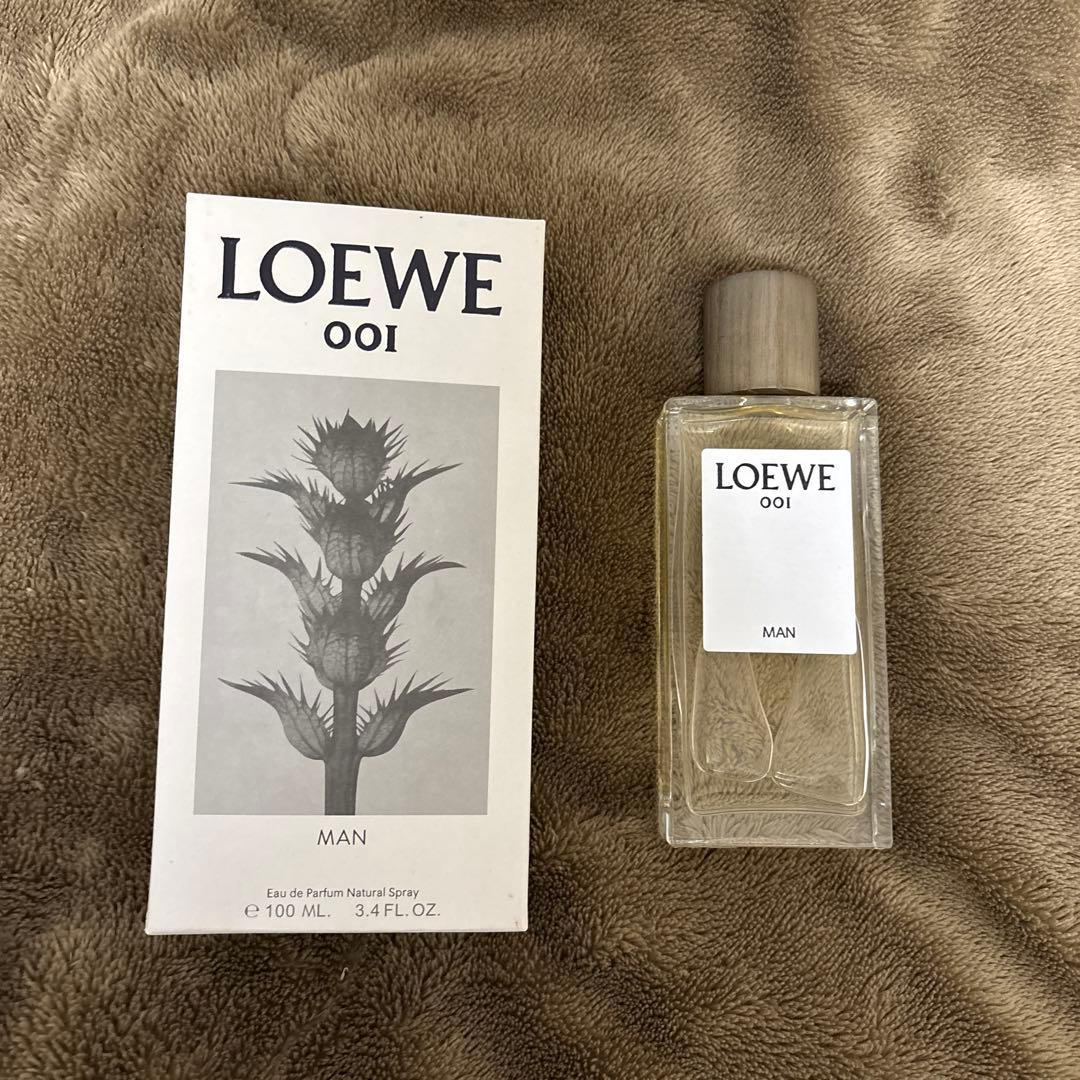 LOEWE
001
MAN
Eau de Parfum Natural Spray
℮ 100 ML. 3.4 FL. OZ.
LOEWE
001
MAN